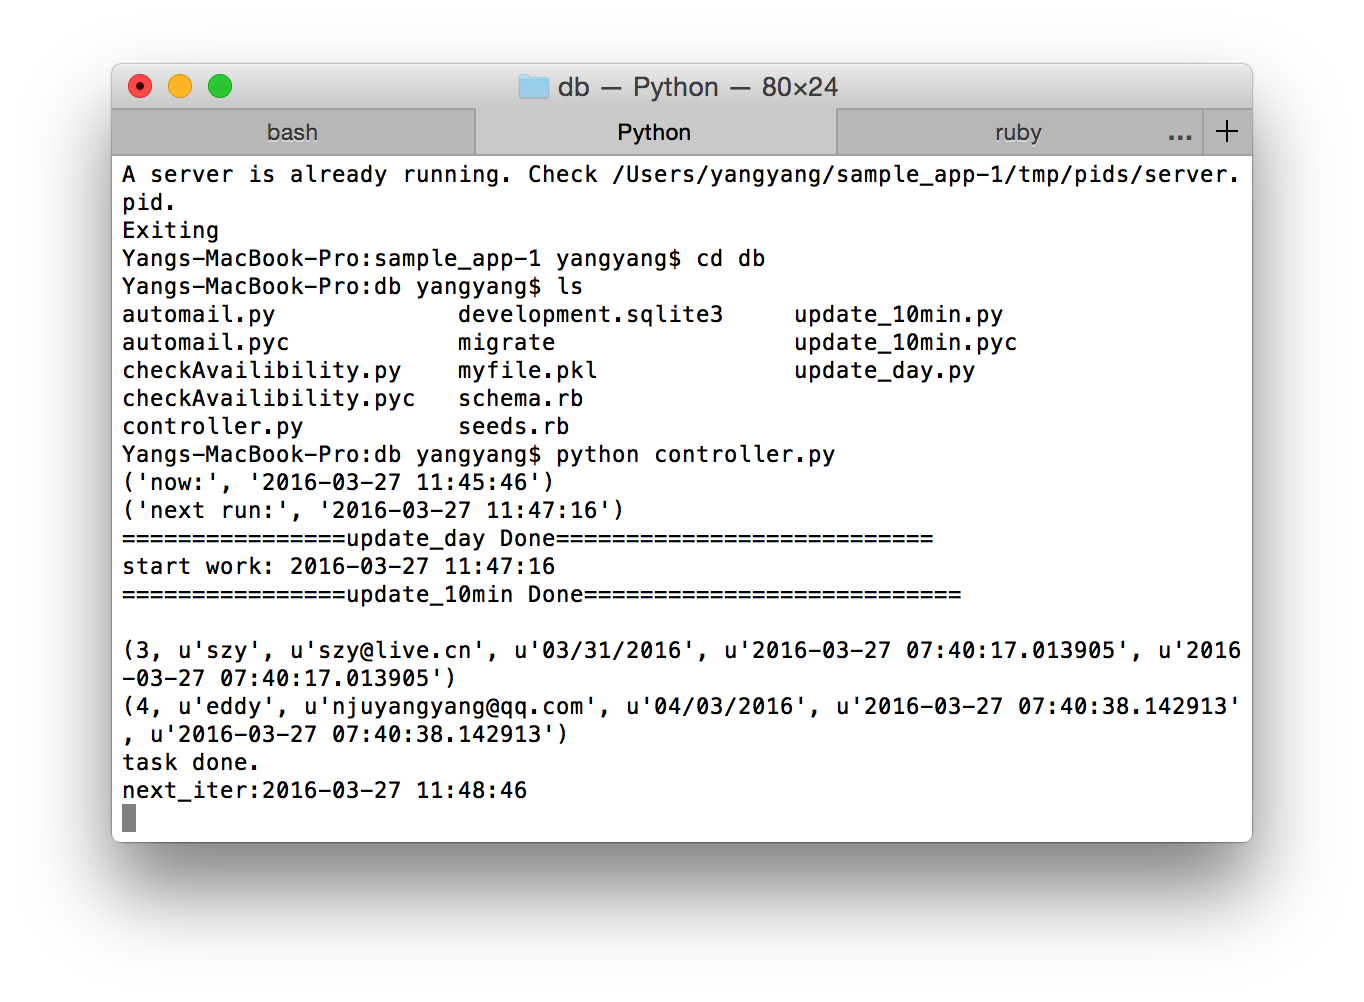 db — Python — 80×24
bash Python ruby ... +
A server is already running. Check /Users/yangyang/sample_app-1/tmp/pids/server.
pid.
Exiting
Yangs-MacBook-Pro:sample_app-1 yangyang$ cd db
Yangs-MacBook-Pro:db yangyang$ ls
automail.py development.sqlite3 update_10min.py
automail.pyc migrate update_10min.pyc
checkAvailibility.py myfile.pkl update_day.py
checkAvailibility.pyc schema.rb
controller.py seeds.rb
Yangs-MacBook-Pro:db yangyang$ python controller.py
('now:', '2016-03-27 11:45:46')
('next run:', '2016-03-27 11:47:16')
================update_day Done===========================
start work: 2016-03-27 11:47:16
================update_10min Done===========================
(3, u'szy', u'szy@live.cn', u'03/31/2016', u'2016-03-27 07:40:17.013905', u'2016
-03-27 07:40:17.013905')
(4, u'eddy', u'njuyangyang@qq.com', u'04/03/2016', u'2016-03-27 07:40:38.142913'
, u'2016-03-27 07:40:38.142913')
task done.
next_iter:2016-03-27 11:48:46